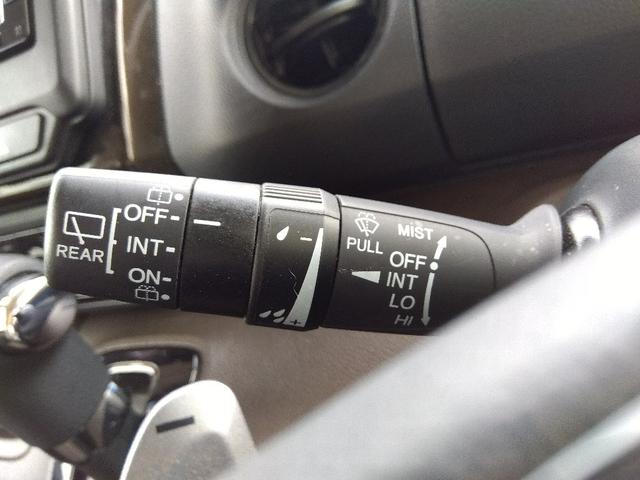 OFF
REAR
INT
ON
PULL
MIST
OFF
INT
LO
HI